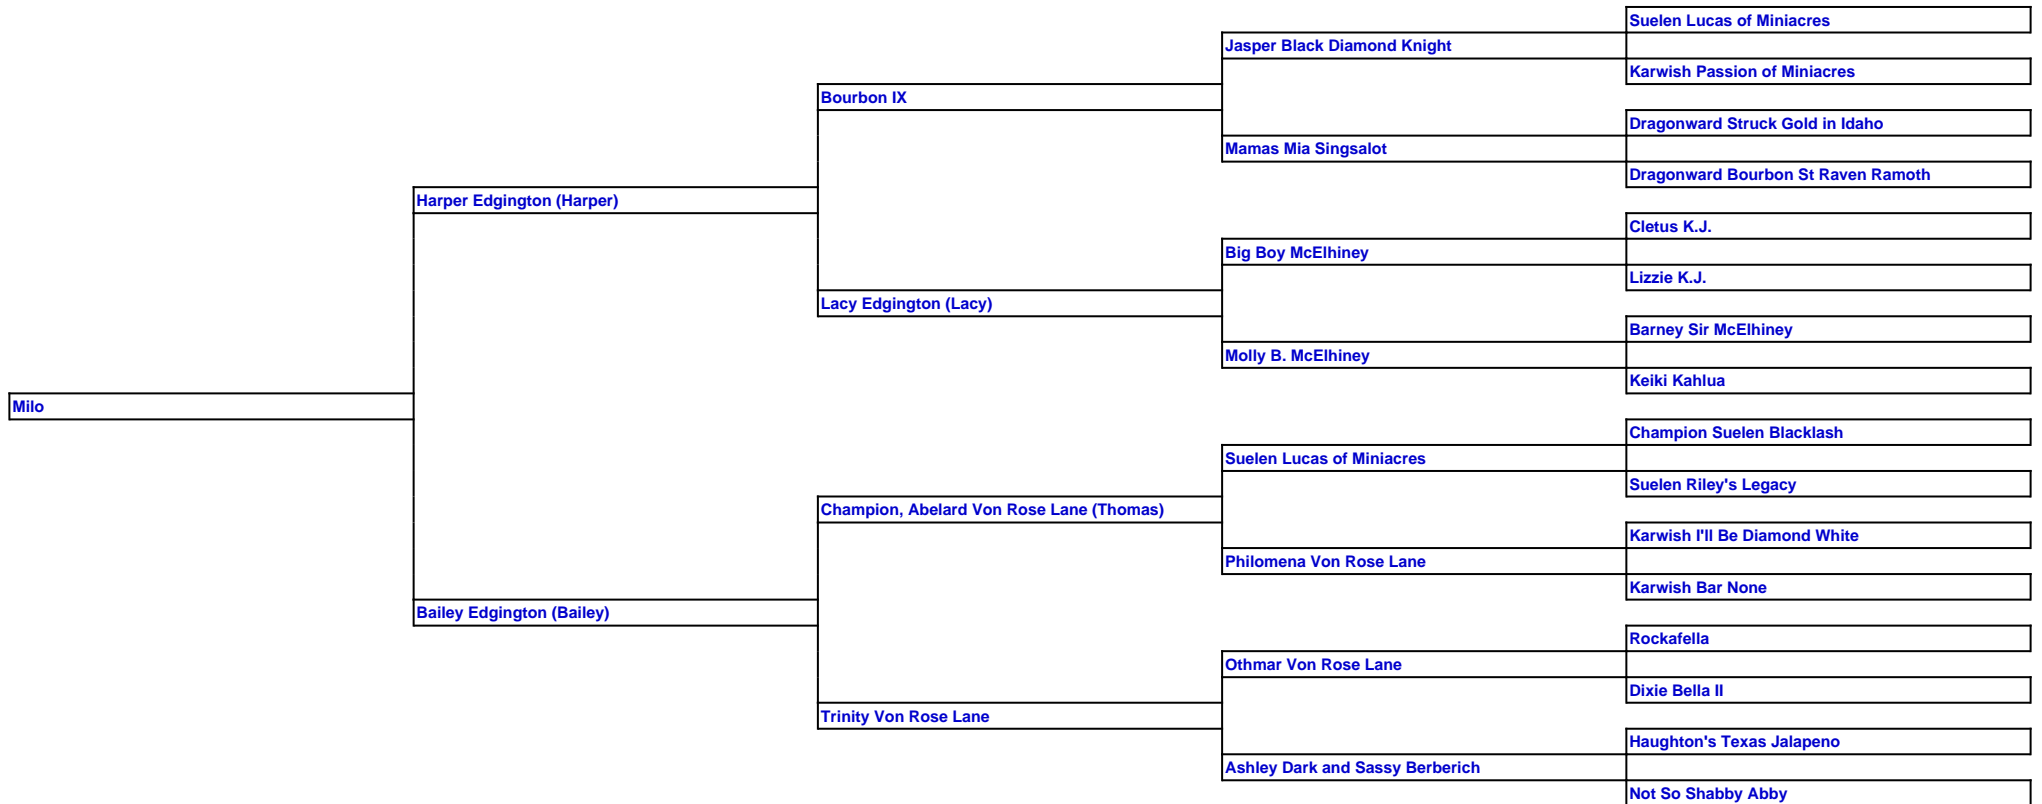 Suelen Lucas of Miniacres
Jasper Black Diamond Knight
Karwish Passion of Miniacres
Bourbon IX
Dragonward Struck Gold in Idaho
Mamas Mia Singsalot
Dragonward Bourbon St Raven Ramoth
Harper Edgington (Harper)
Cletus K.J.
Big Boy McElhiney
Lizzie K.J.
Lacy Edgington (Lacy)
Barney Sir McElhiney
Molly B. McElhiney
Keiki Kahlua
Milo
Champion Suelen Blacklash
Suelen Lucas of Miniacres
Suelen Riley's Legacy
Champion, Abelard Von Rose Lane (Thomas)
Karwish I'll Be Diamond White
Philomena Von Rose Lane
Karwish Bar None
Bailey Edgington (Bailey)
Rockafella
Othmar Von Rose Lane
Dixie Bella II
Trinity Von Rose Lane
Haughton's Texas Jalapeno
Ashley Dark and Sassy Berberich
Not So Shabby Abby